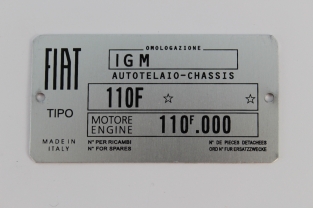 FIAT
OMOLOGAZIONE
IGM
AUTOTELAIO-CHASSIS
110F ☆ ☆
TIPO
MOTORE
ENGINE
110F.000
MADE IN
ITALY
N° PER RICAMBI
N° FOR SPARES
N° DE PIECES DETACHEES
ORD N° FUR ERSATZZWECKE